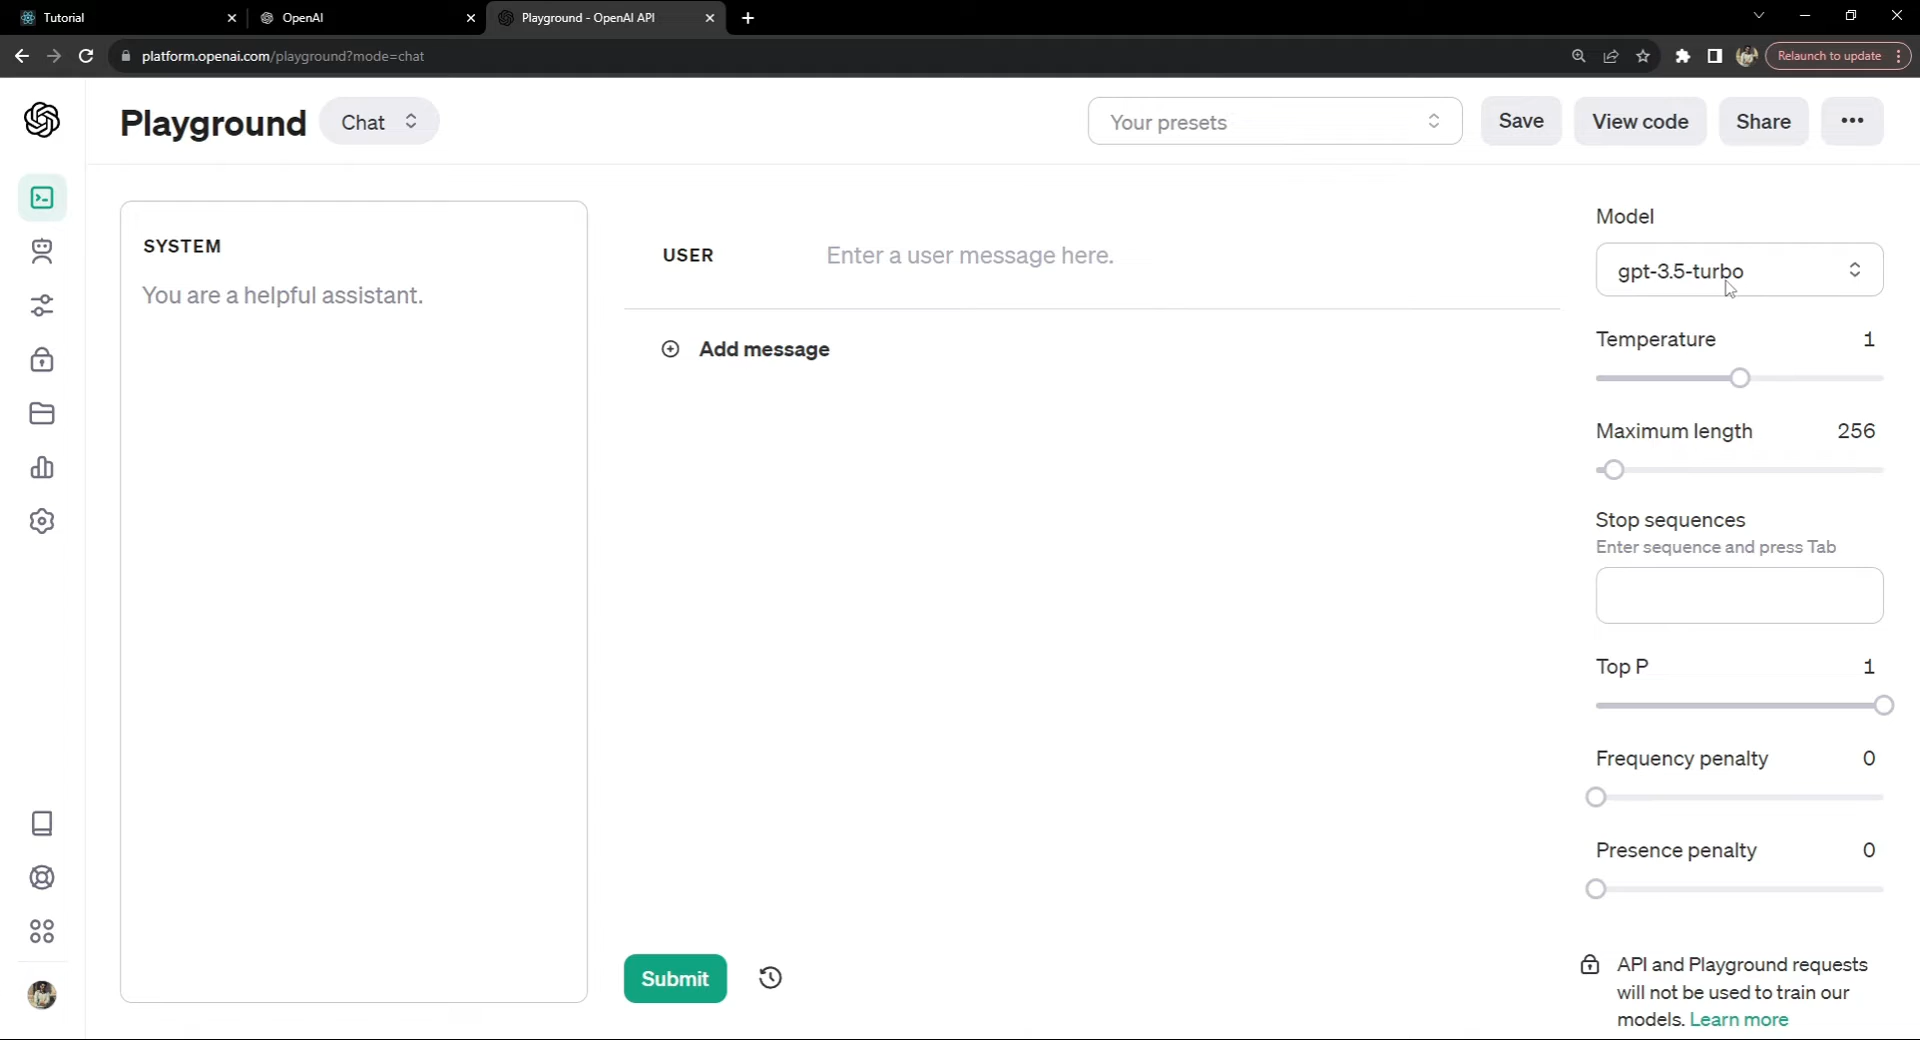 Tutorial
OpenAI
Playground - OpenAI API
platform.openai.com/playground?mode=chat
Relaunch to update
Playground
Chat
Your presets
Save
View code
Share
SYSTEM
You are a helpful assistant.
USER
Enter a user message here.
Add message
Submit
Model
gpt-3.5-turbo
Temperature 1
Maximum length 256
Stop sequences
Enter sequence and press Tab
Top P 1
Frequency penalty 0
Presence penalty 0
API and Playground requests
will not be used to train our
models. Learn more